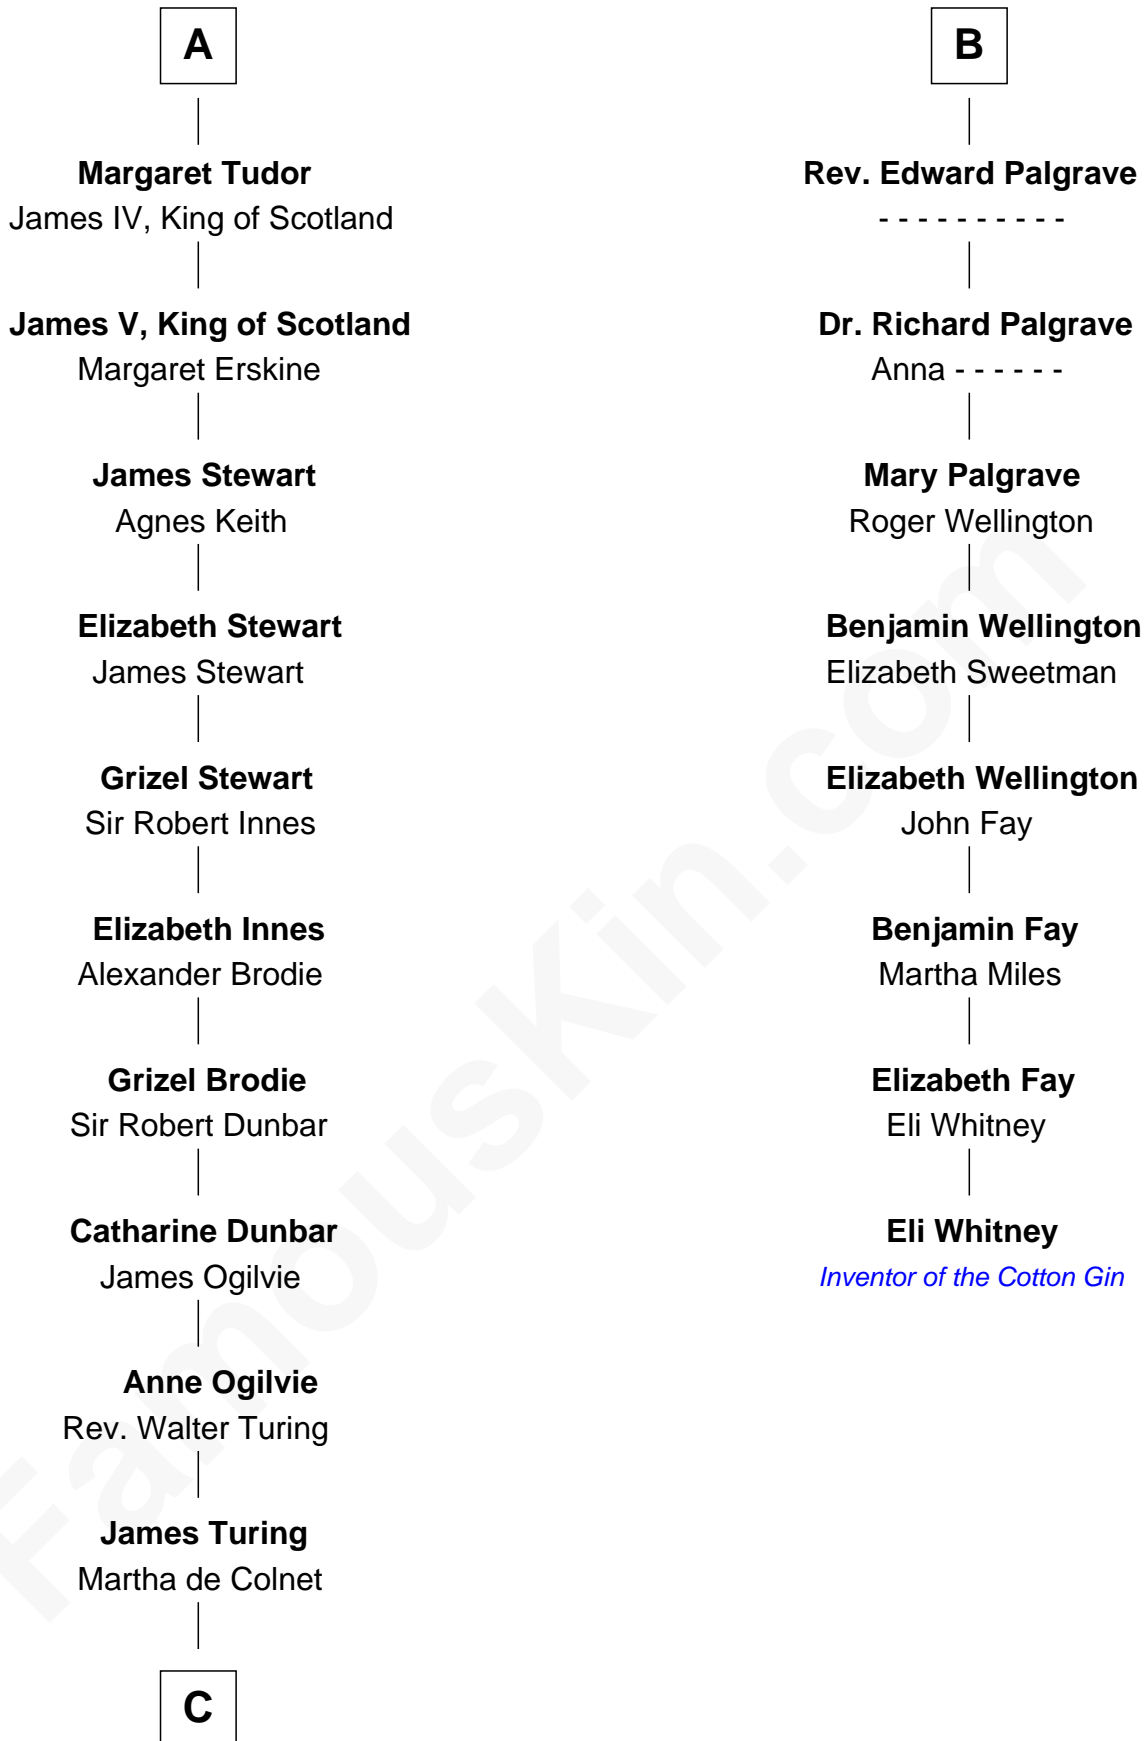 A
Margaret Tudor
James IV, King of Scotland
James V, King of Scotland
Margaret Erskine
James Stewart
Agnes Keith
Elizabeth Stewart
James Stewart
Grizel Stewart
Sir Robert Innes
Elizabeth Innes
Alexander Brodie
Grizel Brodie
Sir Robert Dunbar
Catharine Dunbar
James Ogilvie
Anne Ogilvie
Rev. Walter Turing
James Turing
Martha de Colnet
C
B
Rev. Edward Palgrave
- - - - - - - - - -
Dr. Richard Palgrave
Anna - - - - - -
Mary Palgrave
Roger Wellington
Benjamin Wellington
Elizabeth Sweetman
Elizabeth Wellington
John Fay
Benjamin Fay
Martha Miles
Elizabeth Fay
Eli Whitney
Eli Whitney
Inventor of the Cotton Gin
FamousKin.com